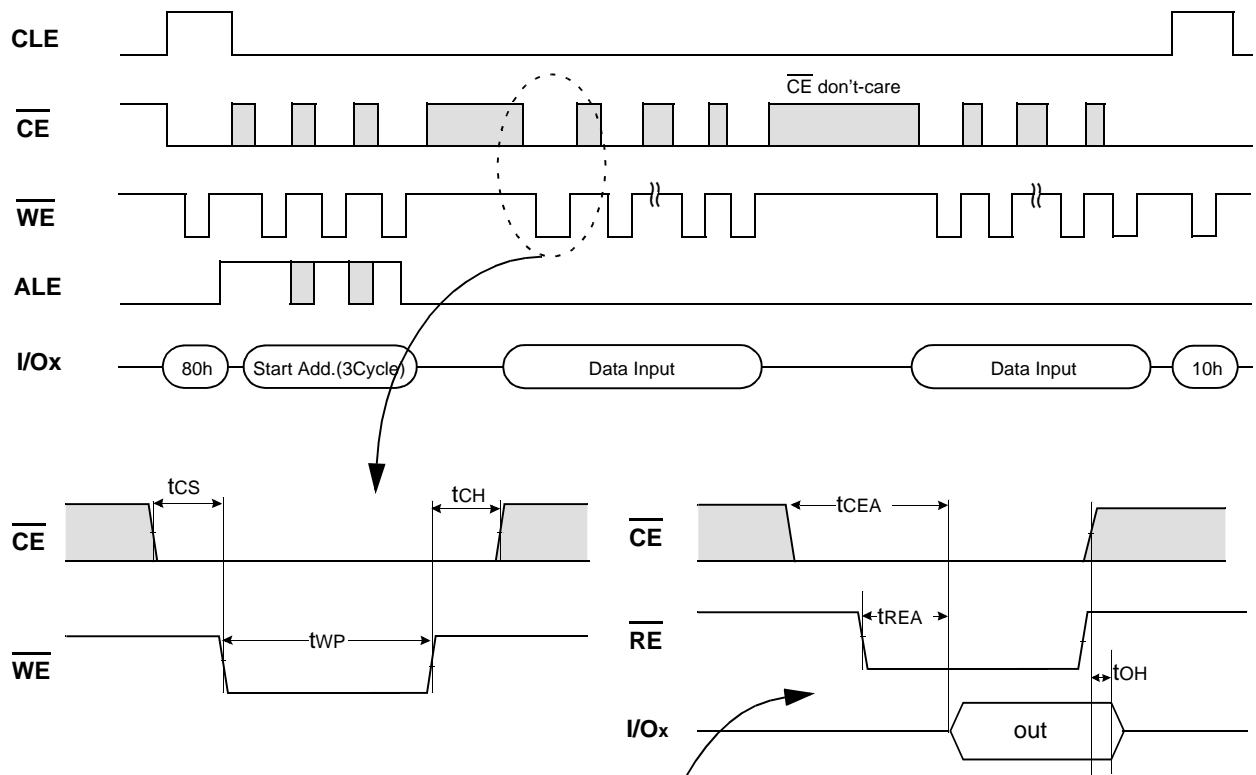 CLE
CE don't-care
CE
WE
ALE
I/Ox 80h Start Add.(3Cycle) Data Input Data Input 10h
tCS tCH
CE
tWP
WE
tCEA
CE
tREA
RE
tOH
I/Ox out